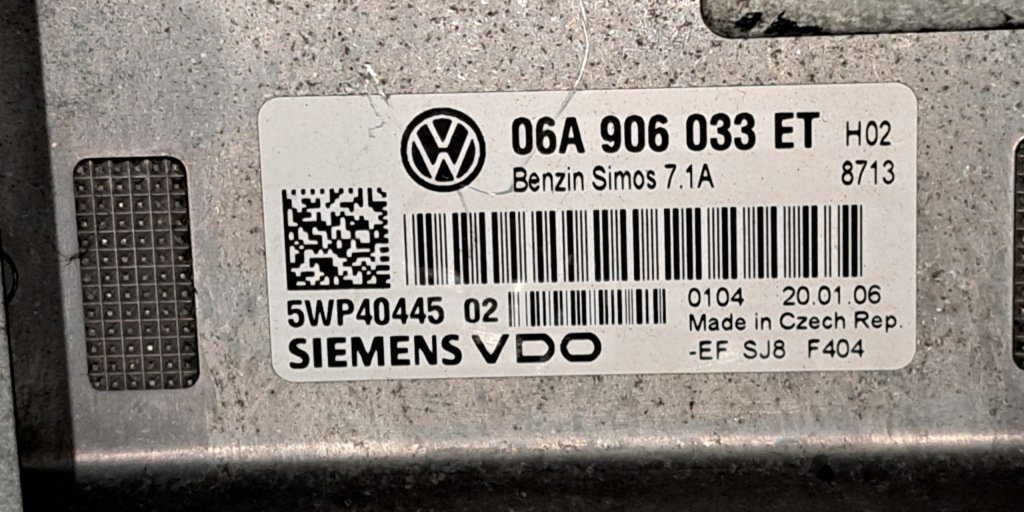 06A 906 033 ET H02
Benzin Simos 7.1A 8713
5WP40445 02 0104 20.01.06
Made in Czech Rep.
SIEMENS VDO -EF SJ8 F404